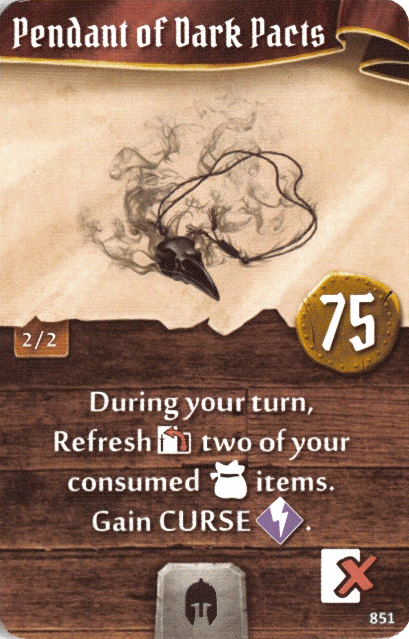 Pendant of Dark Pacts
75
2/2
During your turn,
Refresh two of your
consumed items.
Gain CURSE .
851